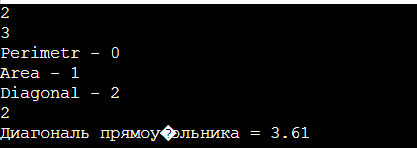 2
3
Perimetr - 0
Area - 1
Diagonal - 2
2
Диагональ прямоу�ольника = 3.61